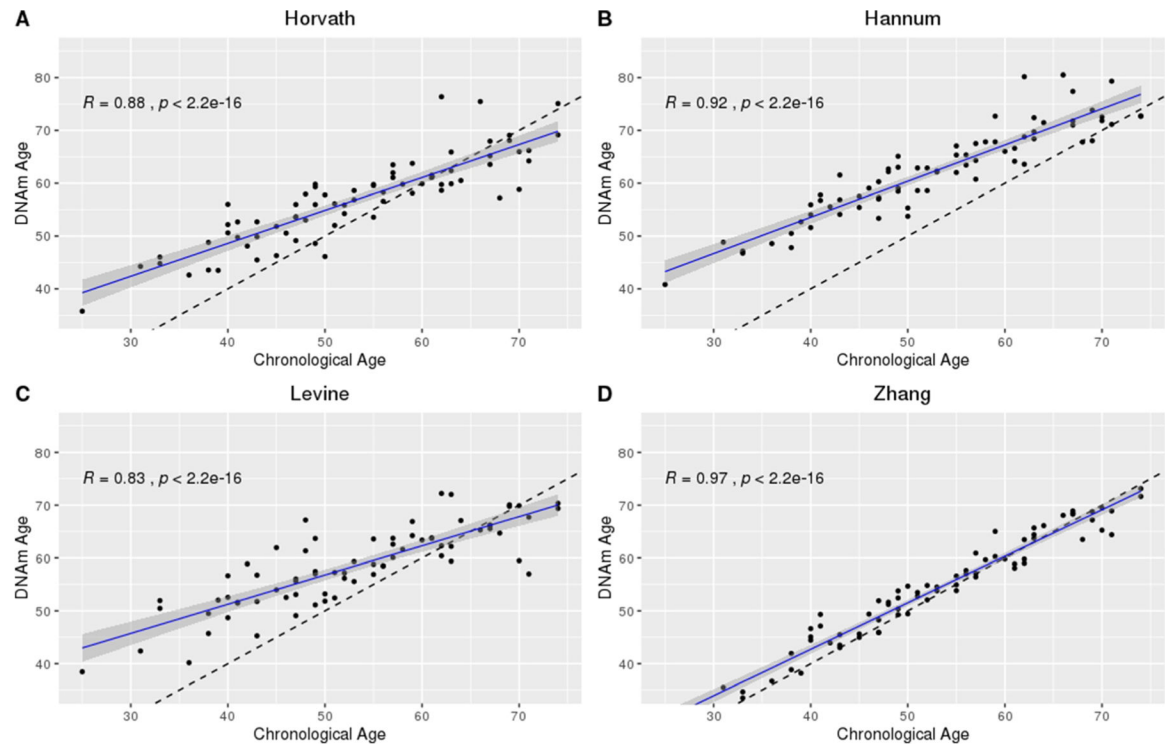 A
Horvath
R = 0.88 , p < 2.2e-16
80
70
60
50
40
DNAm Age
30
40
50
60
70
Chronological Age
B
Hannum
R = 0.92 , p < 2.2e-16
80
70
60
50
40
DNAm Age
30
40
50
60
70
Chronological Age
C
Levine
R = 0.83 , p < 2.2e-16
80
70
60
50
40
DNAm Age
30
40
50
60
70
Chronological Age
D
Zhang
R = 0.97 , p < 2.2e-16
80
70
60
50
40
DNAm Age
30
40
50
60
70
Chronological Age